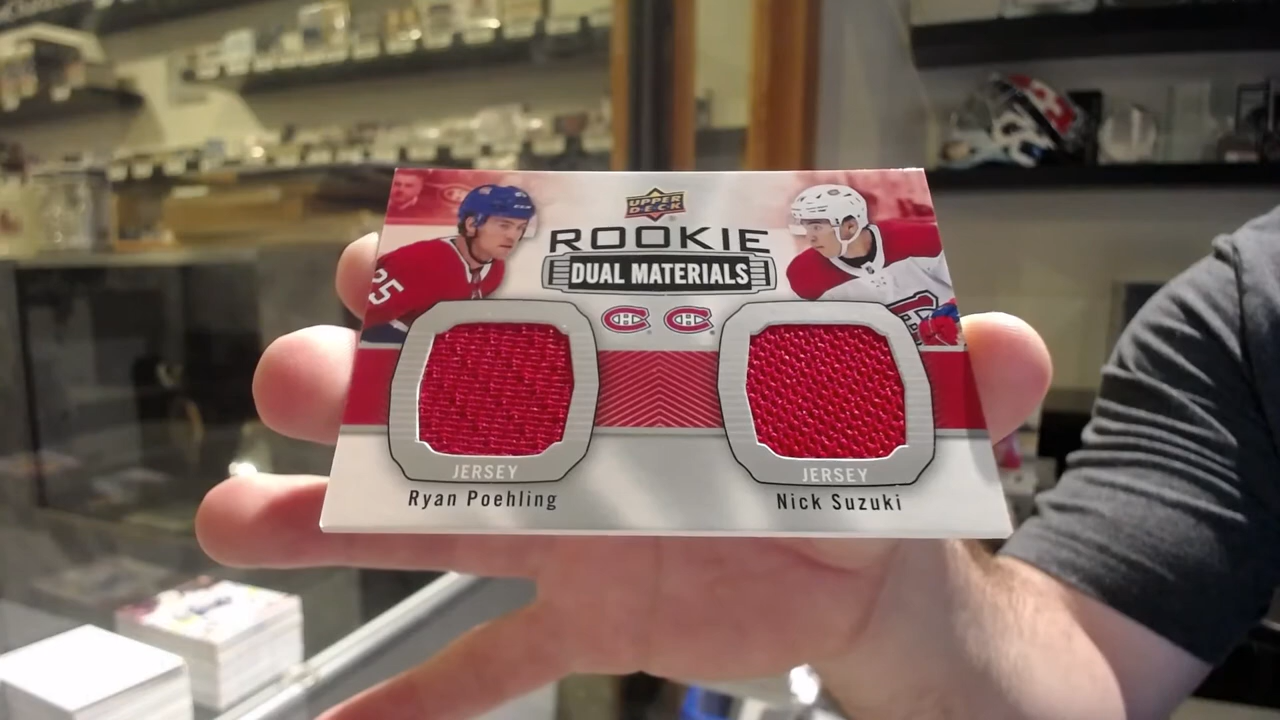 UPPER
DECK
ROOKIE
DUAL MATERIALS
25
JERSEY
JERSEY
Ryan Poehling
Nick Suzuki